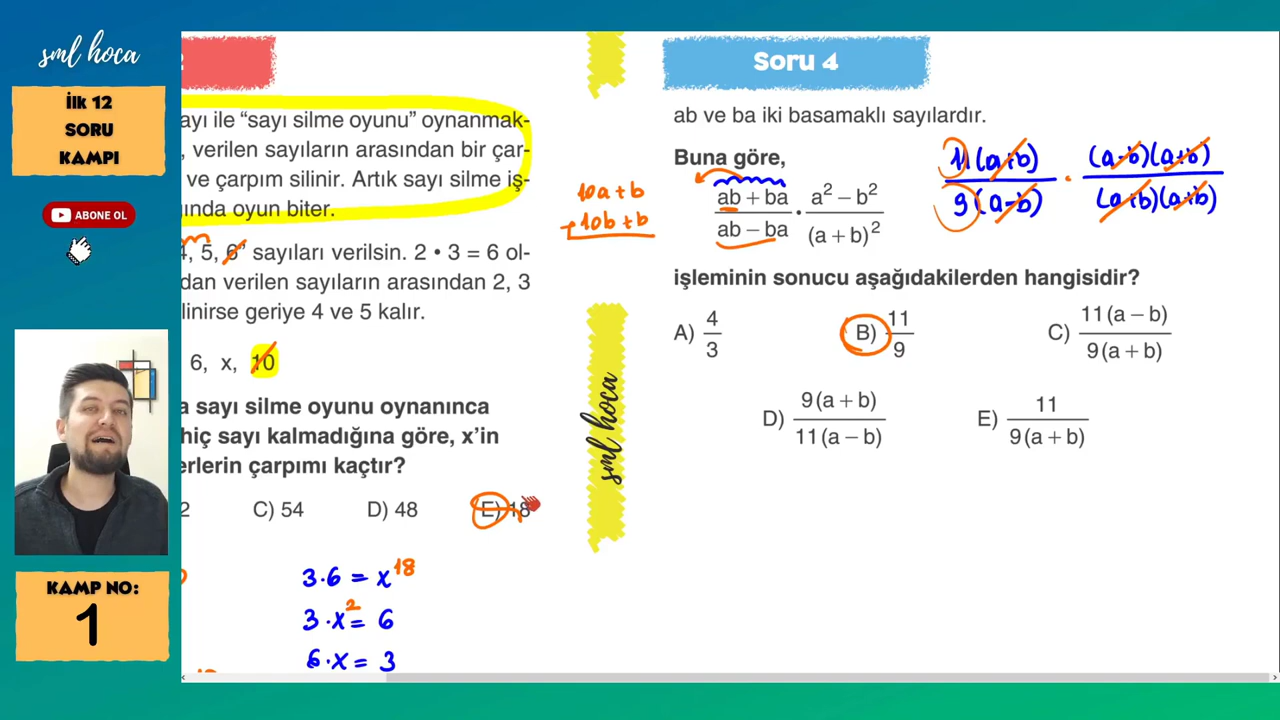 sml hoca
İlk 12
SORU
KAMPI
ABONE OL
KAMP NO:
1
2
ayı ile “sayı silme oyunu” oynanmak-
, verilen sayıların arasından bir çar-
ve çarpım silinir. Artık sayı silme iş-
ında oyun biter.
4, 5, 6” sayıları verilsin. 2 • 3 = 6 ol-
dan verilen sayıların arasından 2, 3
linirse geriye 4 ve 5 kalır.
6, x, 10
a sayı silme oyunu oynanınca
hiç sayı kalmadığına göre, x’in
erlerin çarpımı kaçtır?
2 C) 54 D) 48 E) 18
3·6 = x 18
3·x = 6 2
6·x = 3
sml hoca
Soru 4
ab ve ba iki basamaklı sayılardır.
Buna göre,
10a+b
10b+b
ab + ba / ab − ba • a² − b² / (a + b)²
11(a+b) / 9(a-b) · (a-b)(a+b) / (a+b)(a+b)
işleminin sonucu aşağıdakilerden hangisidir?
A) 4/3 B) 11/9 C) 11(a − b) / 9(a + b)
D) 9(a + b) / 11(a − b) E) 11 / 9(a + b)